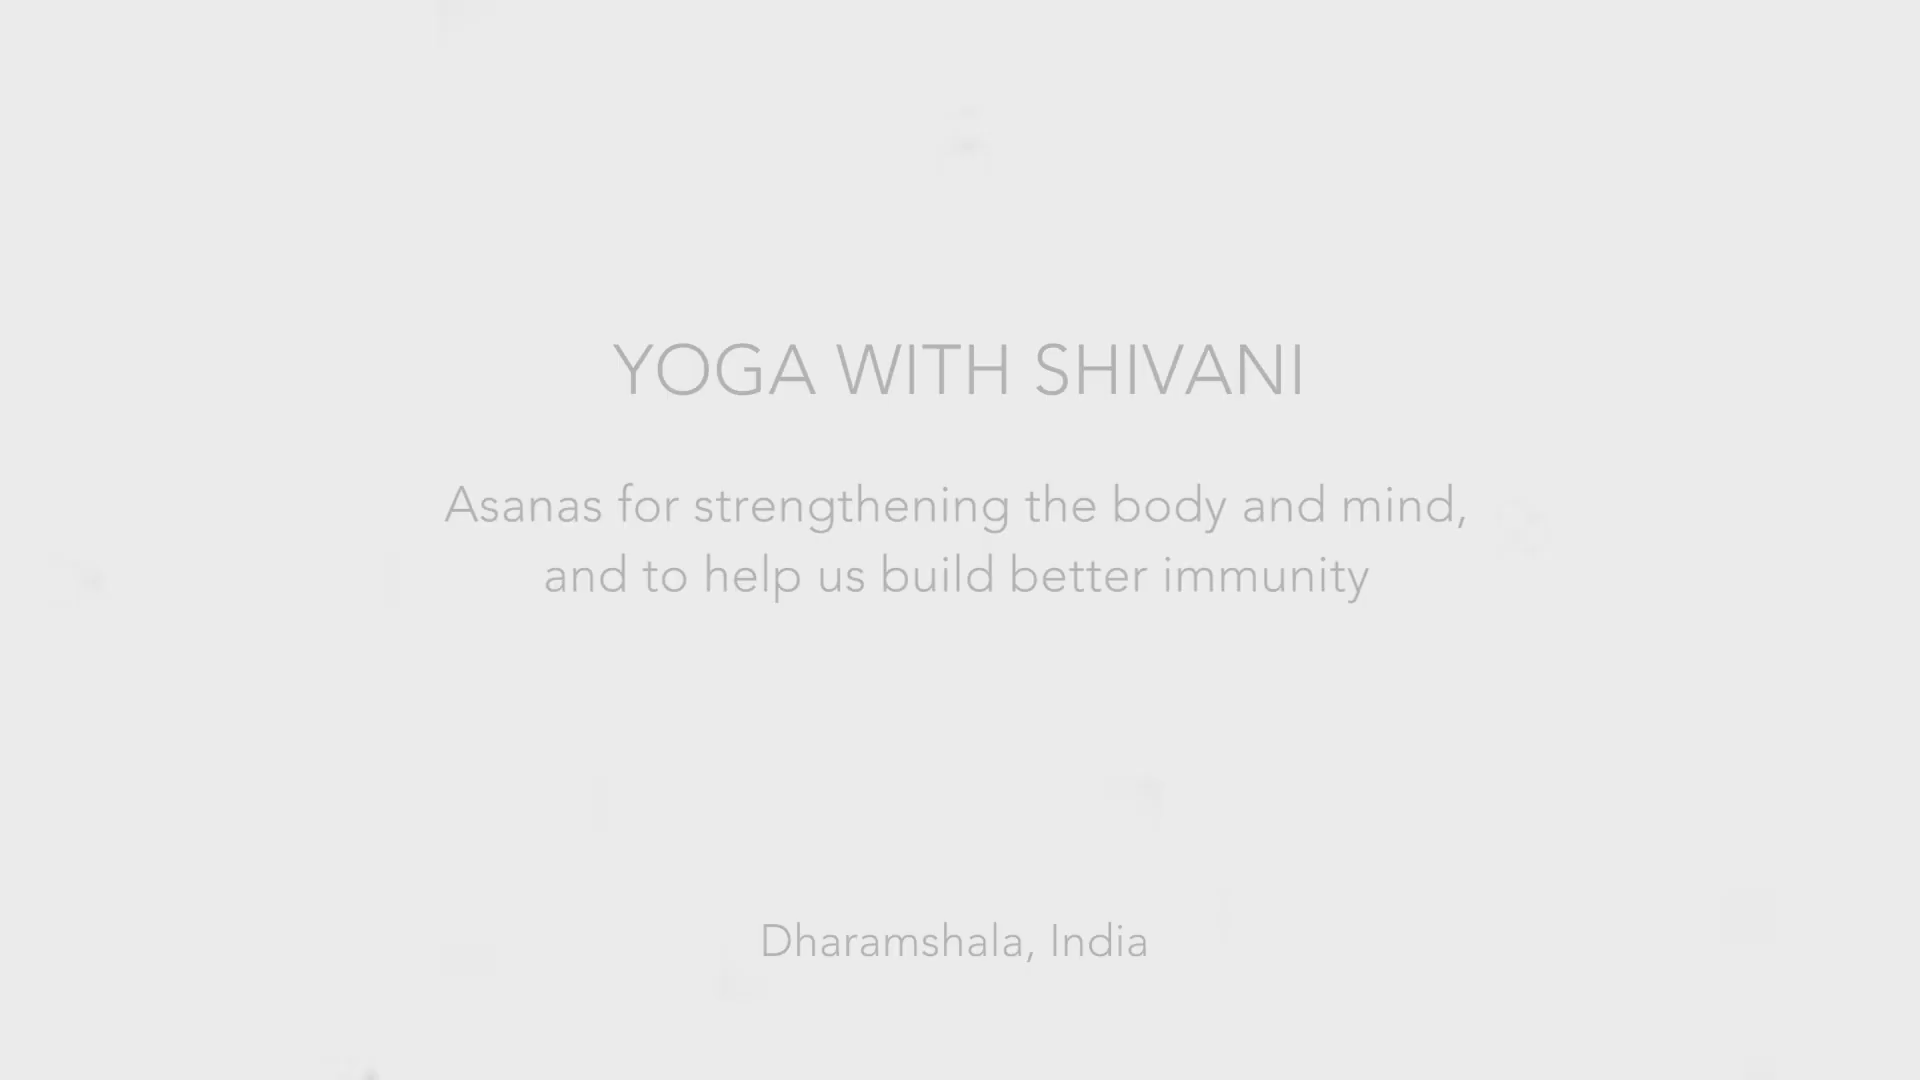 YOGA WITH SHIVANI
Asanas for strengthening the body and mind,
and to help us build better immunity
Dharamshala, India